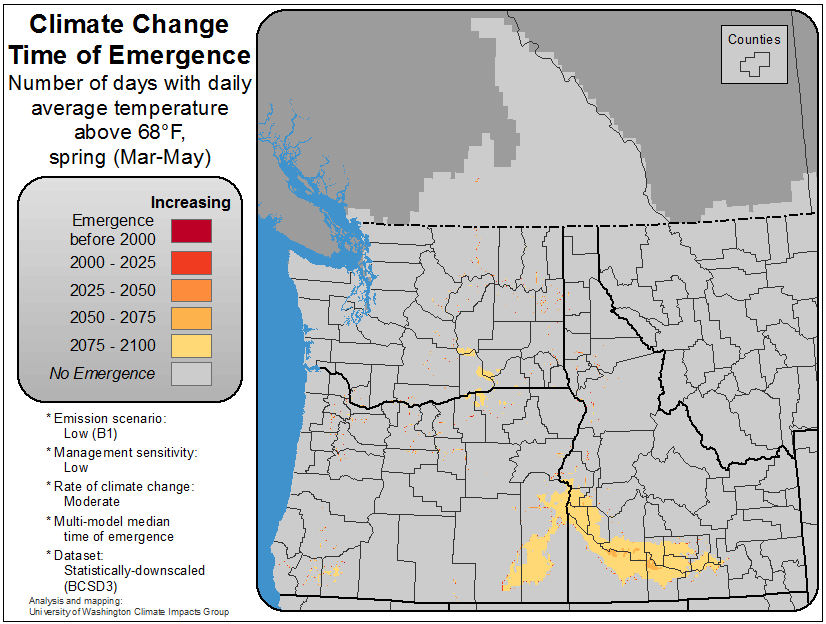 Climate Change
Time of Emergence
Number of days with daily
average temperature
above 68°F,
spring (Mar-May)
Increasing
Emergence
before 2000
2000 - 2025
2025 - 2050
2050 - 2075
2075 - 2100
No Emergence
* Emission scenario:
Low (B1)
* Management sensitivity:
Low
* Rate of climate change:
Moderate
* Multi-model median
time of emergence
* Dataset:
Statistically-downscaled
(BCSD3)
Analysis and mapping:
University of Washington Climate Impacts Group
Counties